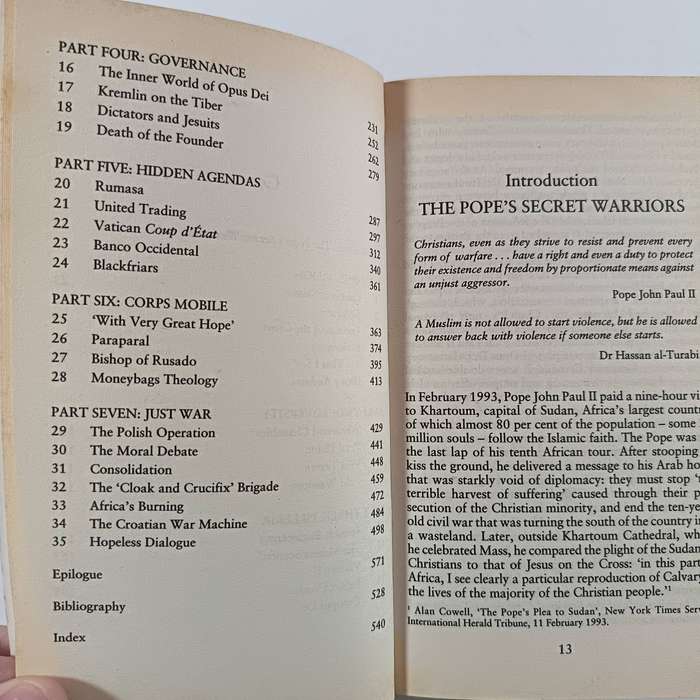 PART FOUR: GOVERNANCE
16 The Inner World of Opus Dei 231
17 Kremlin on the Tiber 252
18 Dictators and Jesuits 262
19 Death of the Founder 279
PART FIVE: HIDDEN AGENDAS
20 Rumasa 287
21 United Trading 297
22 Vatican Coup d'État 312
23 Banco Occidental 340
24 Blackfriars 361
PART SIX: CORPS MOBILE
25 'With Very Great Hope' 363
26 Paraparal 374
27 Bishop of Rusado 395
28 Moneybags Theology 413
PART SEVEN: JUST WAR
29 The Polish Operation 429
30 The Moral Debate 441
31 Consolidation 448
32 The 'Cloak and Crucifix' Brigade 459
33 Africa's Burning 472
34 The Croatian War Machine 484
35 Hopeless Dialogue 498
Epilogue 571
Bibliography 528
Index 540
Introduction
THE POPE'S SECRET WARRIORS
Christians, even as they strive to resist and prevent every
form of warfare . . . have a right and even a duty to protect
their existence and freedom by proportionate means against
an unjust aggressor.
Pope John Paul II
A Muslim is not allowed to start violence, but he is allowed
to answer back with violence if someone else starts.
Dr Hassan al-Turabi
In February 1993, Pope John Paul II paid a nine-hour vi
to Khartoum, capital of Sudan, Africa's largest countr
of which almost 80 per cent of the population – some
million souls – follow the Islamic faith. The Pope was
the last lap of his tenth African tour. After stooping
kiss the ground, he delivered a message to his Arab ho
that was starkly void of diplomacy: they must stop 't
terrible harvest of suffering' caused through their p
secution of the Christian minority, and end the ten-ye
old civil war that was turning the south of the country i
a wasteland. Later, outside Khartoum Cathedral, wh
he celebrated Mass, he compared the plight of the Sudan
Christians to that of Jesus on the Cross: 'in this part
Africa, I see clearly a particular reproduction of Calvar
the lives of the majority of the Christian people.'¹
¹ Alan Cowell, 'The Pope's Plea to Sudan', New York Times Serv
International Herald Tribune, 11 February 1993.
13